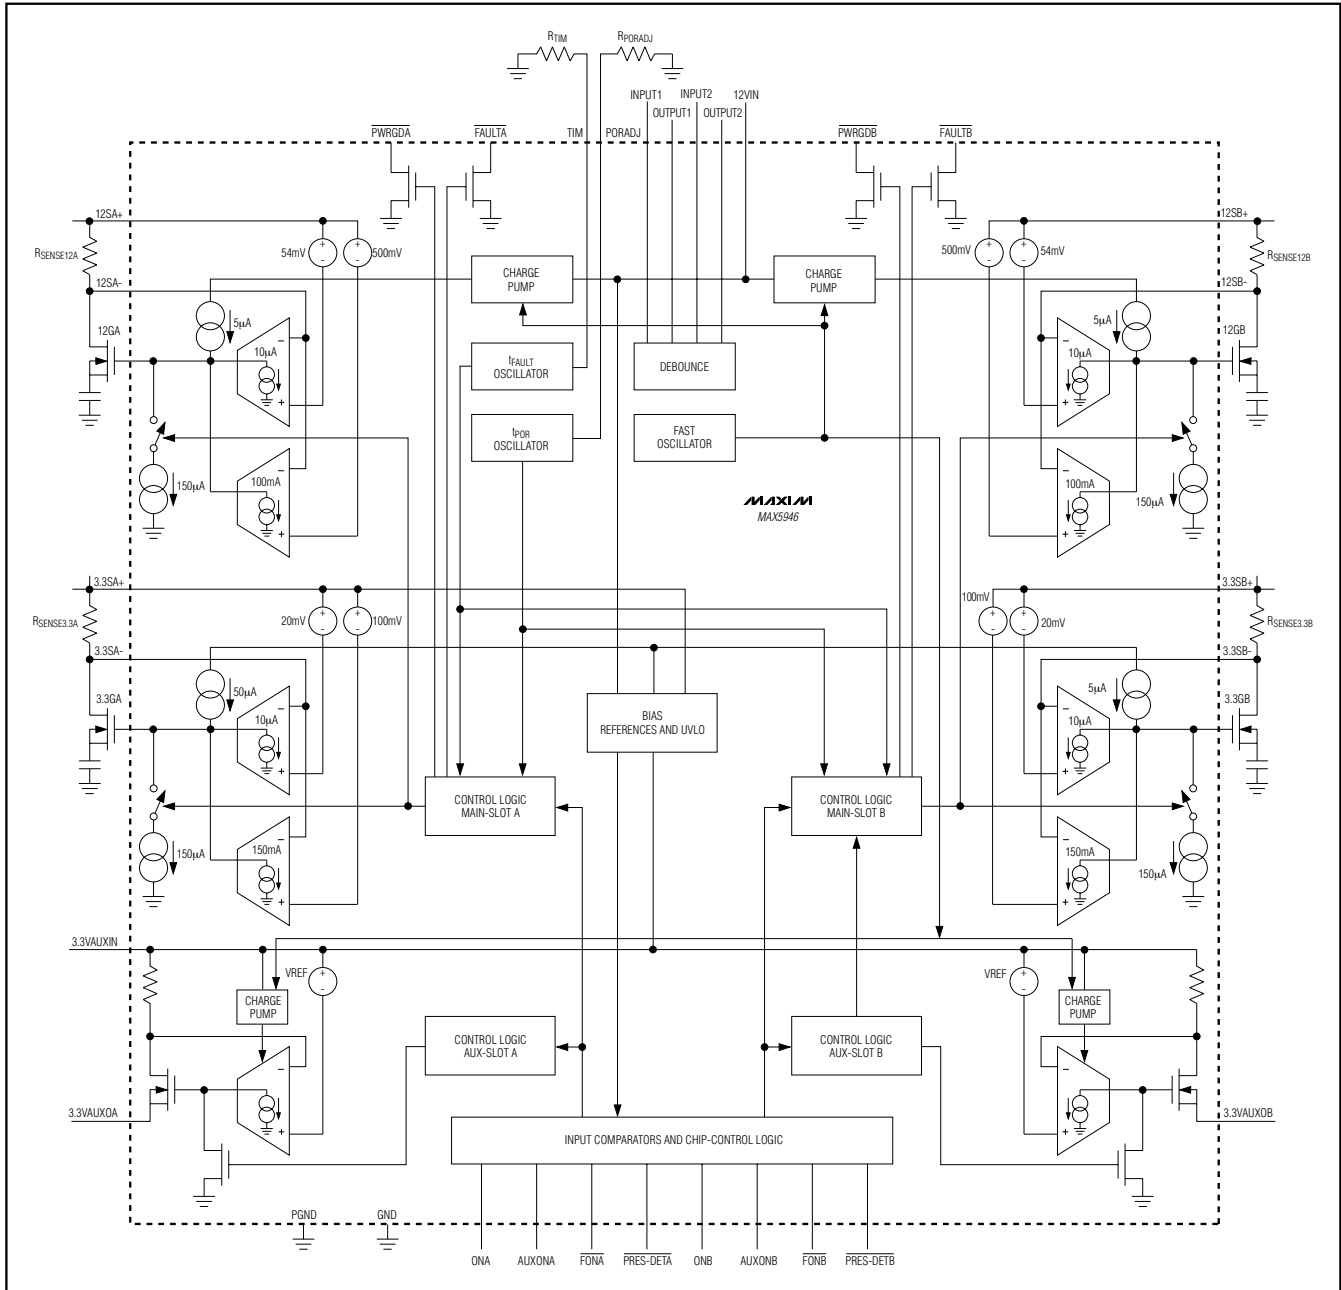 RTIM
RPORADJ
INPUT1
INPUT2
12VIN
OUTPUT1
OUTPUT2
PWRGDA
FAULTA
TIM
PORADJ
PWRGDB
FAULTB
12SA+
12SB+
RSENSE12A
54mV
500mV
500mV
54mV
RSENSE12B
CHARGE
PUMP
CHARGE
PUMP
12SA-
12SB-
5µA
5µA
12GA
12GB
10µA
10µA
tFAULT
OSCILLATOR
DEBOUNCE
tPOR
OSCILLATOR
FAST
OSCILLATOR
150µA
100mA
100mA
150µA
MAXIM
MAX5946
3.3SA+
3.3SB+
RSENSE3.3A
20mV
100mV
100mV
20mV
RSENSE3.3B
3.3SA-
3.3SB-
50µA
5µA
3.3GA
3.3GB
10µA
10µA
BIAS
REFERENCES AND UVLO
CONTROL LOGIC
MAIN-SLOT A
CONTROL LOGIC
MAIN-SLOT B
150µA
150mA
150mA
150µA
3.3VAUXIN
VREF
VREF
CHARGE
PUMP
CHARGE
PUMP
CONTROL LOGIC
AUX-SLOT A
CONTROL LOGIC
AUX-SLOT B
3.3VAUXOA
3.3VAUXOB
INPUT COMPARATORS AND CHIP-CONTROL LOGIC
PGND
GND
ONA
AUXONA
FONA
PRES-DETA
ONB
AUXONB
FONB
PRES-DETB